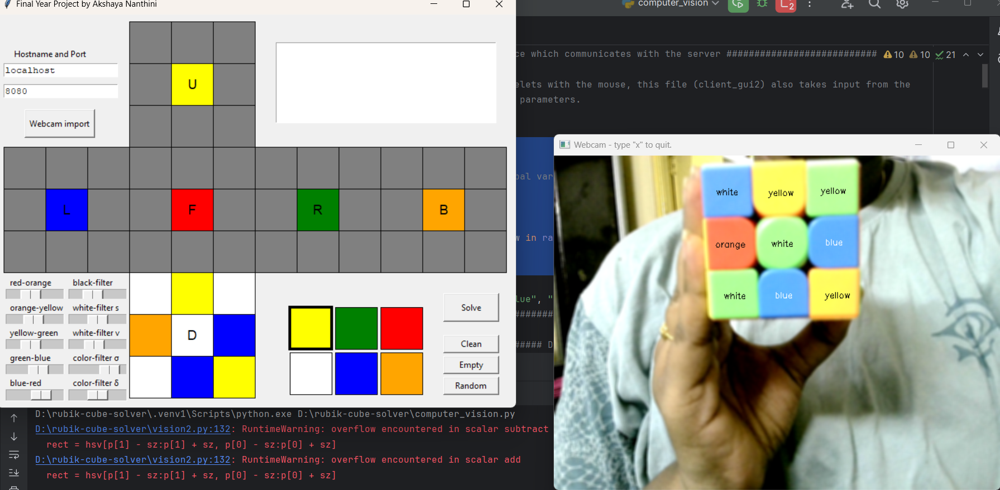 Final Year Project by Akshaya Nanthini
Hostname and Port
localhost
8080
Webcam import
U
L
F
R
B
red-orange
black-filter
orange-yellow
white-filter s
yellow-green
white-filter v
green-blue
color-filter σ
blue-red
color-filter δ
D
Solve
Clean
Empty
Random
computer_vision
2
ce which communicates with the server ###########################
10
10
21
elets with the mouse, this file (client_gui2) also takes input from the
parameters.
bal var
w in ra
lue", "
#######
##### D
Webcam - type "x" to quit.
white
yellow
yellow
orange
white
blue
white
blue
yellow
D:\rubik-cube-solver\.venv1\Scripts\python.exe D:\rubik-cube-solver\computer_vision.py
D:\rubik-cube-solver\vision2.py:132: RuntimeWarning: overflow encountered in scalar subtract
rect = hsv[p[1] - sz:p[1] + sz, p[0] - sz:p[0] + sz]
D:\rubik-cube-solver\vision2.py:132: RuntimeWarning: overflow encountered in scalar add
rect = hsv[p[1] - sz:p[1] + sz, p[0] - sz:p[0] + sz]